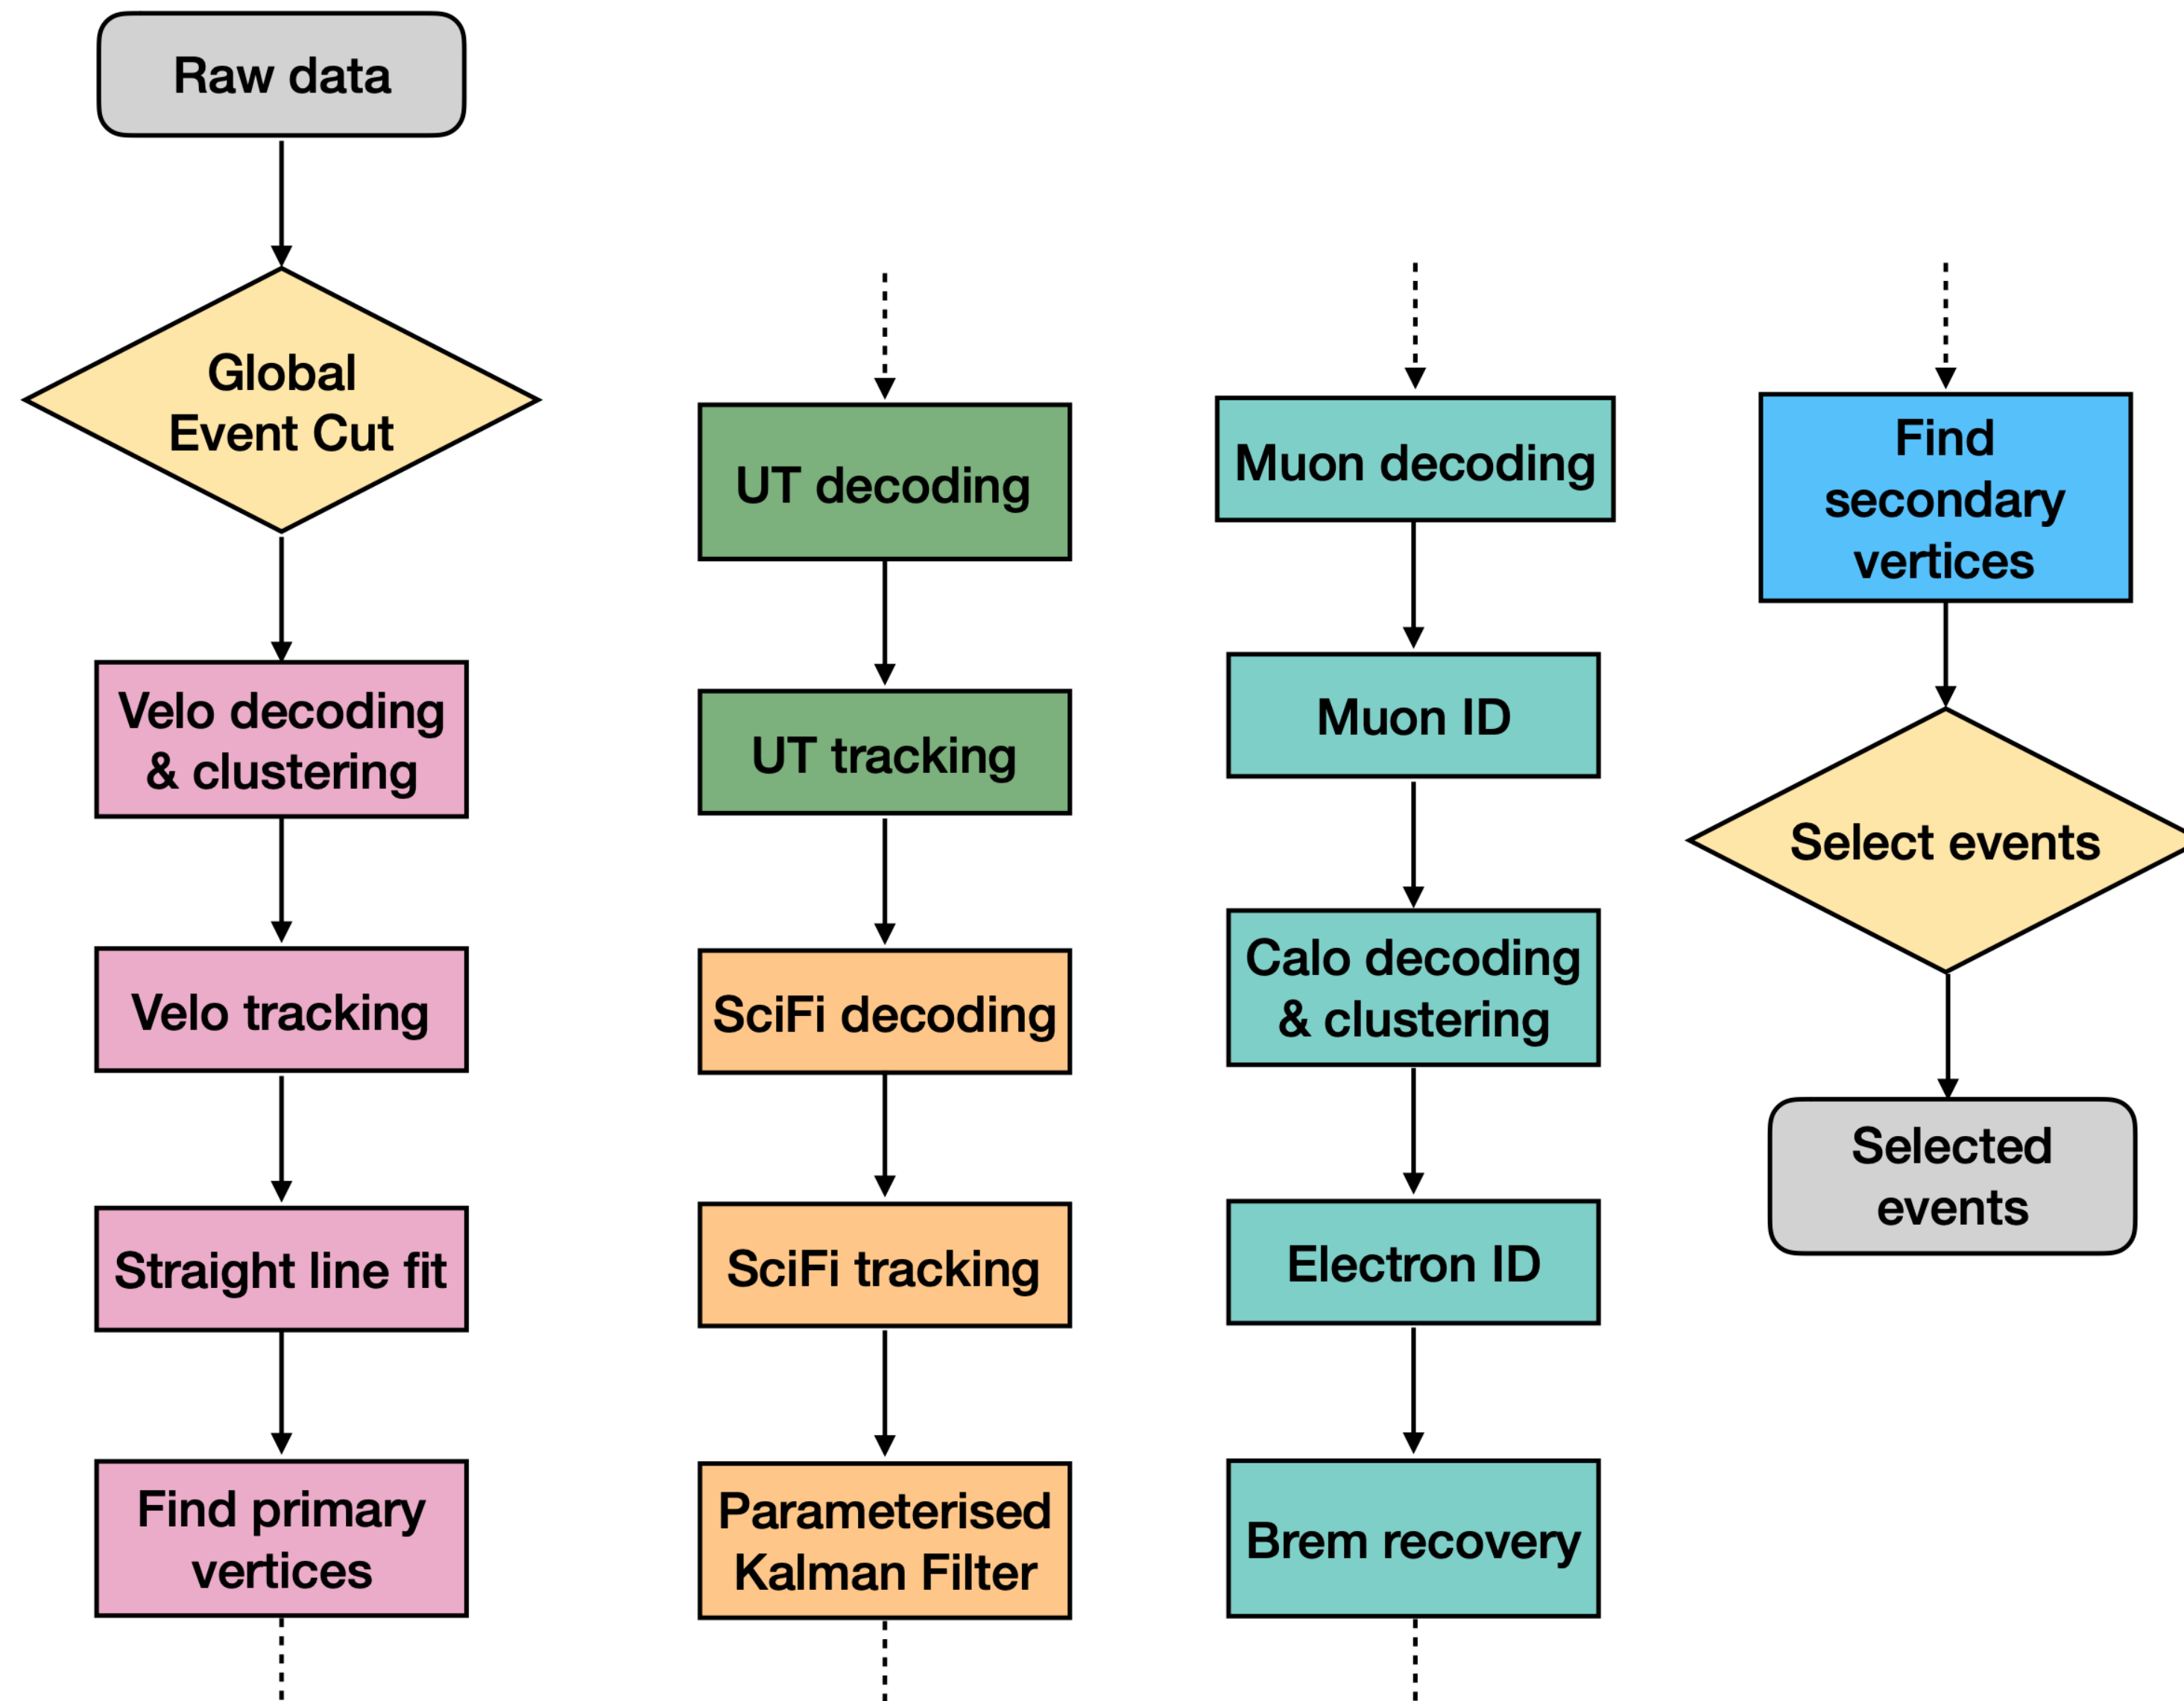 Raw data
Global
Event Cut
Velo decoding
& clustering
Velo tracking
Straight line fit
Find primary
vertices
UT decoding
UT tracking
SciFi decoding
SciFi tracking
Parameterised
Kalman Filter
Muon decoding
Muon ID
Calo decoding
& clustering
Electron ID
Brem recovery
Find
secondary
vertices
Select events
Selected
events